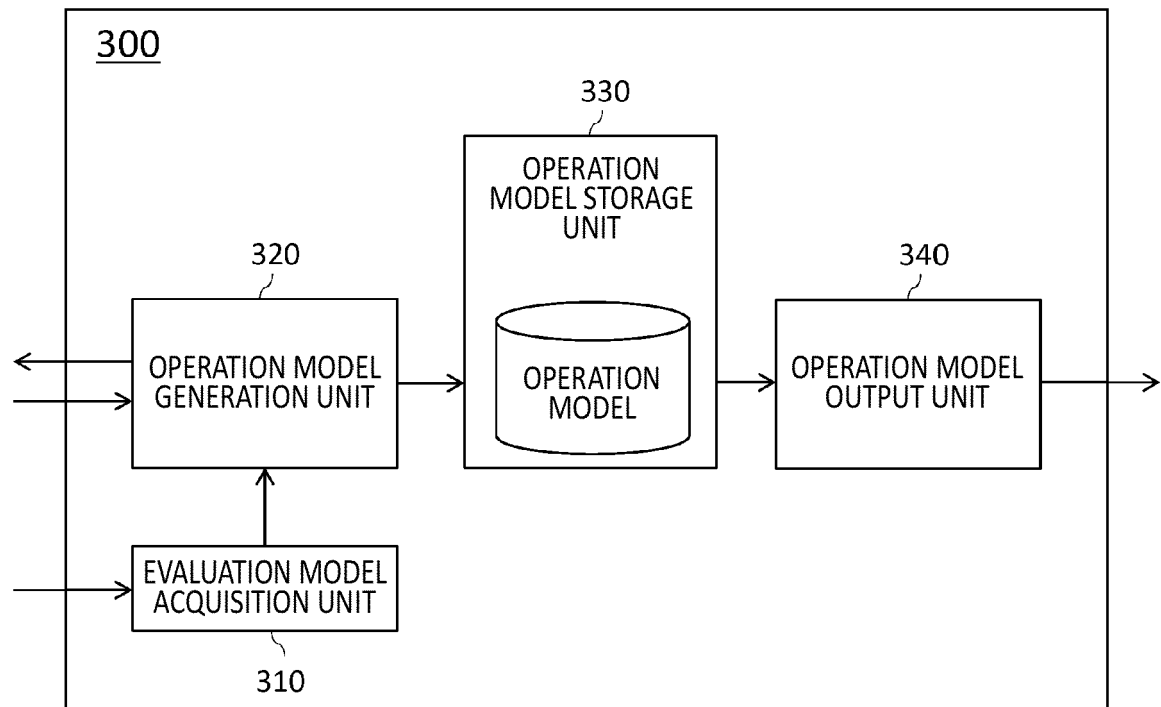 300
330
OPERATION
MODEL STORAGE
UNIT
320
340
OPERATION MODEL
GENERATION UNIT
OPERATION
MODEL
OPERATION MODEL
OUTPUT UNIT
EVALUATION MODEL
ACQUISITION UNIT
310